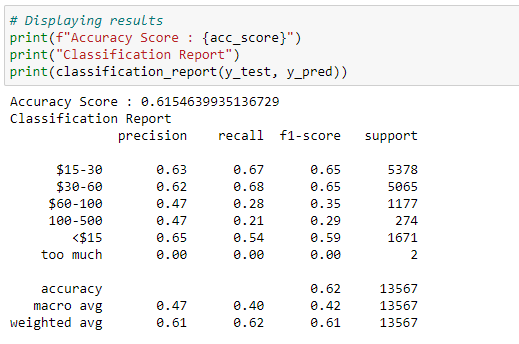 # Displaying results
print(f"Accuracy Score : {acc_score}")
print("Classification Report")
print(classification_report(y_test, y_pred))
Accuracy Score : 0.6154639935136729
Classification Report
precision recall f1-score support
$15-30 0.63 0.67 0.65 5378
$30-60 0.62 0.68 0.65 5065
$60-100 0.47 0.28 0.35 1177
100-500 0.47 0.21 0.29 274
<$15 0.65 0.54 0.59 1671
too much 0.00 0.00 0.00 2
accuracy 0.62 13567
macro avg 0.47 0.40 0.42 13567
weighted avg 0.61 0.62 0.61 13567